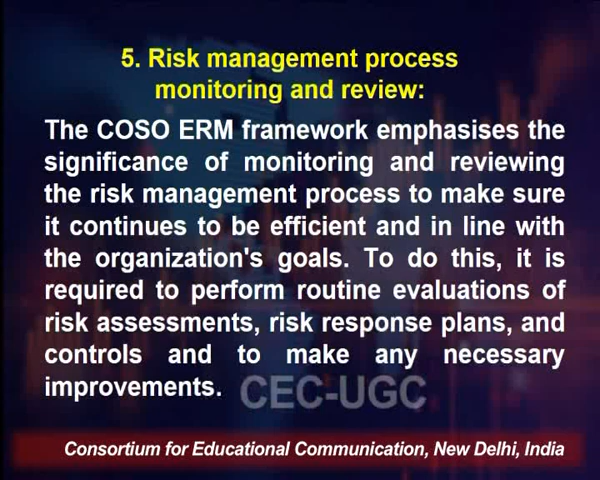 5. Risk management process
monitoring and review:
The COSO ERM framework emphasises the
significance of monitoring and reviewing
the risk management process to make sure
it continues to be efficient and in line with
the organization's goals. To do this, it is
required to perform routine evaluations of
risk assessments, risk response plans, and
controls and to make any necessary
improvements.
CEC-UGC
Consortium for Educational Communication, New Delhi, India